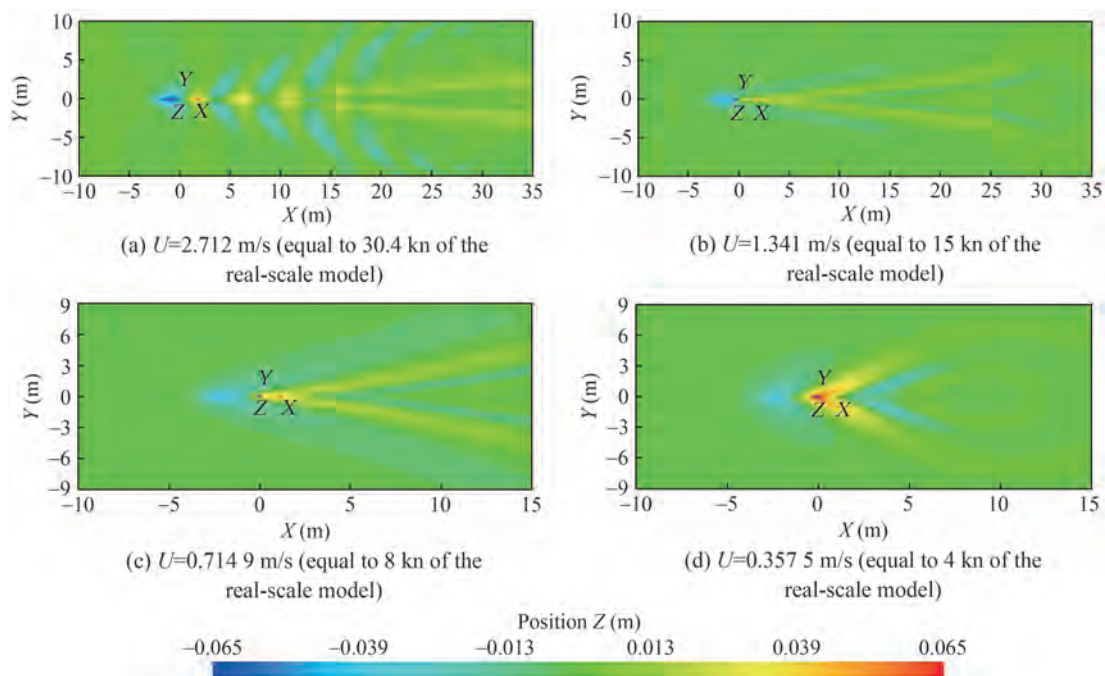 10
5
0
−5
−10
Y (m)
Y
Z X
−10 −5 0 5 10 15 20 25 30 35
X (m)
(a) U=2.712 m/s (equal to 30.4 kn of the
real-scale model)
10
5
0
−5
−10
Y (m)
Y
Z X
−10 −5 0 5 10 15 20 25 30 35
X (m)
(b) U=1.341 m/s (equal to 15 kn of the
real-scale model)
9
6
3
0
−3
−6
−9
Y (m)
Y
Z X
−10 −5 0 5 10 15
X (m)
(c) U=0.714 9 m/s (equal to 8 kn of the
real-scale model)
9
6
3
0
−3
−6
−9
Y (m)
Y
Z X
−10 −5 0 5 10 15
X (m)
(d) U=0.357 5 m/s (equal to 4 kn of the
real-scale model)
Position Z (m)
−0.065 −0.039 −0.013 0.013 0.039 0.065